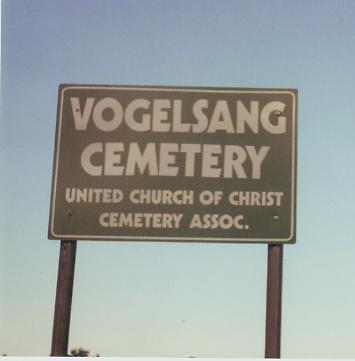 VOGELSANG
CEMETERY
UNITED CHURCH OF CHRIST
CEMETERY ASSOC.